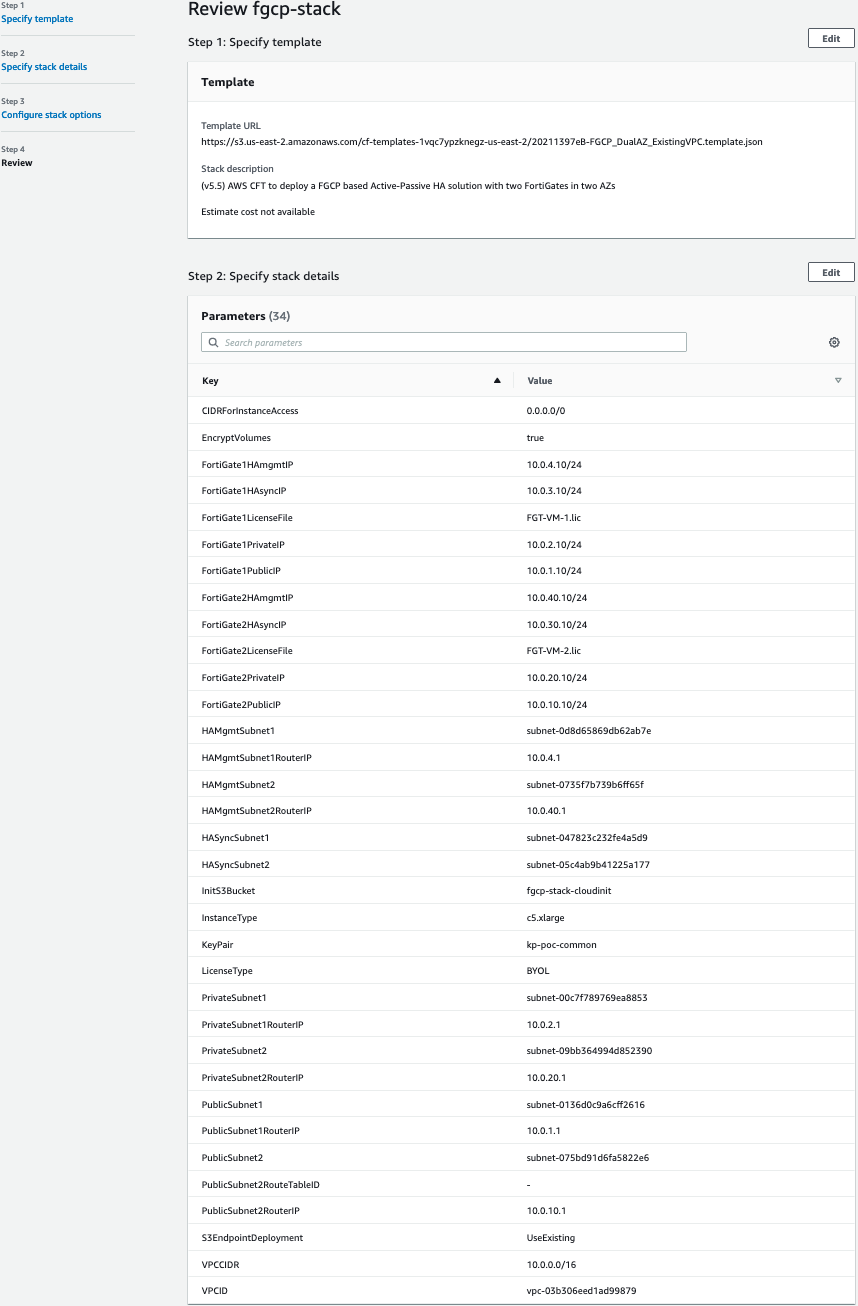 Step 1
Specify template
Step 2
Specify stack details
Step 3
Configure stack options
Step 4
Review
Review fgcp-stack
Step 1: Specify template
Edit
Template
Template URL
https://s3.us-east-2.amazonaws.com/cf-templates-1vqc7ypzknegz-us-east-2/20211397eB-FGCP_DualAZ_ExistingVPC.template.json
Stack description
(v5.5) AWS CFT to deploy a FGCP based Active-Passive HA solution with two FortiGates in two AZs
Estimate cost not available
Step 2: Specify stack details
Edit
Parameters (34)
Search parameters
Key Value
CIDRForInstanceAccess 0.0.0.0/0
EncryptVolumes true
FortiGate1HAmgmtIP 10.0.4.10/24
FortiGate1HAsyncIP 10.0.3.10/24
FortiGate1LicenseFile FGT-VM-1.lic
FortiGate1PrivateIP 10.0.2.10/24
FortiGate1PublicIP 10.0.1.10/24
FortiGate2HAmgmtIP 10.0.40.10/24
FortiGate2HAsyncIP 10.0.30.10/24
FortiGate2LicenseFile FGT-VM-2.lic
FortiGate2PrivateIP 10.0.20.10/24
FortiGate2PublicIP 10.0.10.10/24
HAMgmtSubnet1 subnet-0d8d65869db62ab7e
HAMgmtSubnet1RouterIP 10.0.4.1
HAMgmtSubnet2 subnet-0735f7b739b6ff65f
HAMgmtSubnet2RouterIP 10.0.40.1
HASyncSubnet1 subnet-047823c232fe4a5d9
HASyncSubnet2 subnet-05c4ab9b41225a177
InitS3Bucket fgcp-stack-cloudinit
InstanceType c5.xlarge
KeyPair kp-poc-common
LicenseType BYOL
PrivateSubnet1 subnet-00c7f789769ea8853
PrivateSubnet1RouterIP 10.0.2.1
PrivateSubnet2 subnet-09bb364994d852390
PrivateSubnet2RouterIP 10.0.20.1
PublicSubnet1 subnet-0136d0c9a6cff2616
PublicSubnet1RouterIP 10.0.1.1
PublicSubnet2 subnet-075bd91d6fa5822e6
PublicSubnet2RouteTableID -
PublicSubnet2RouterIP 10.0.10.1
S3EndpointDeployment UseExisting
VPCCIDR 10.0.0.0/16
VPCID vpc-03b306eed1ad99879